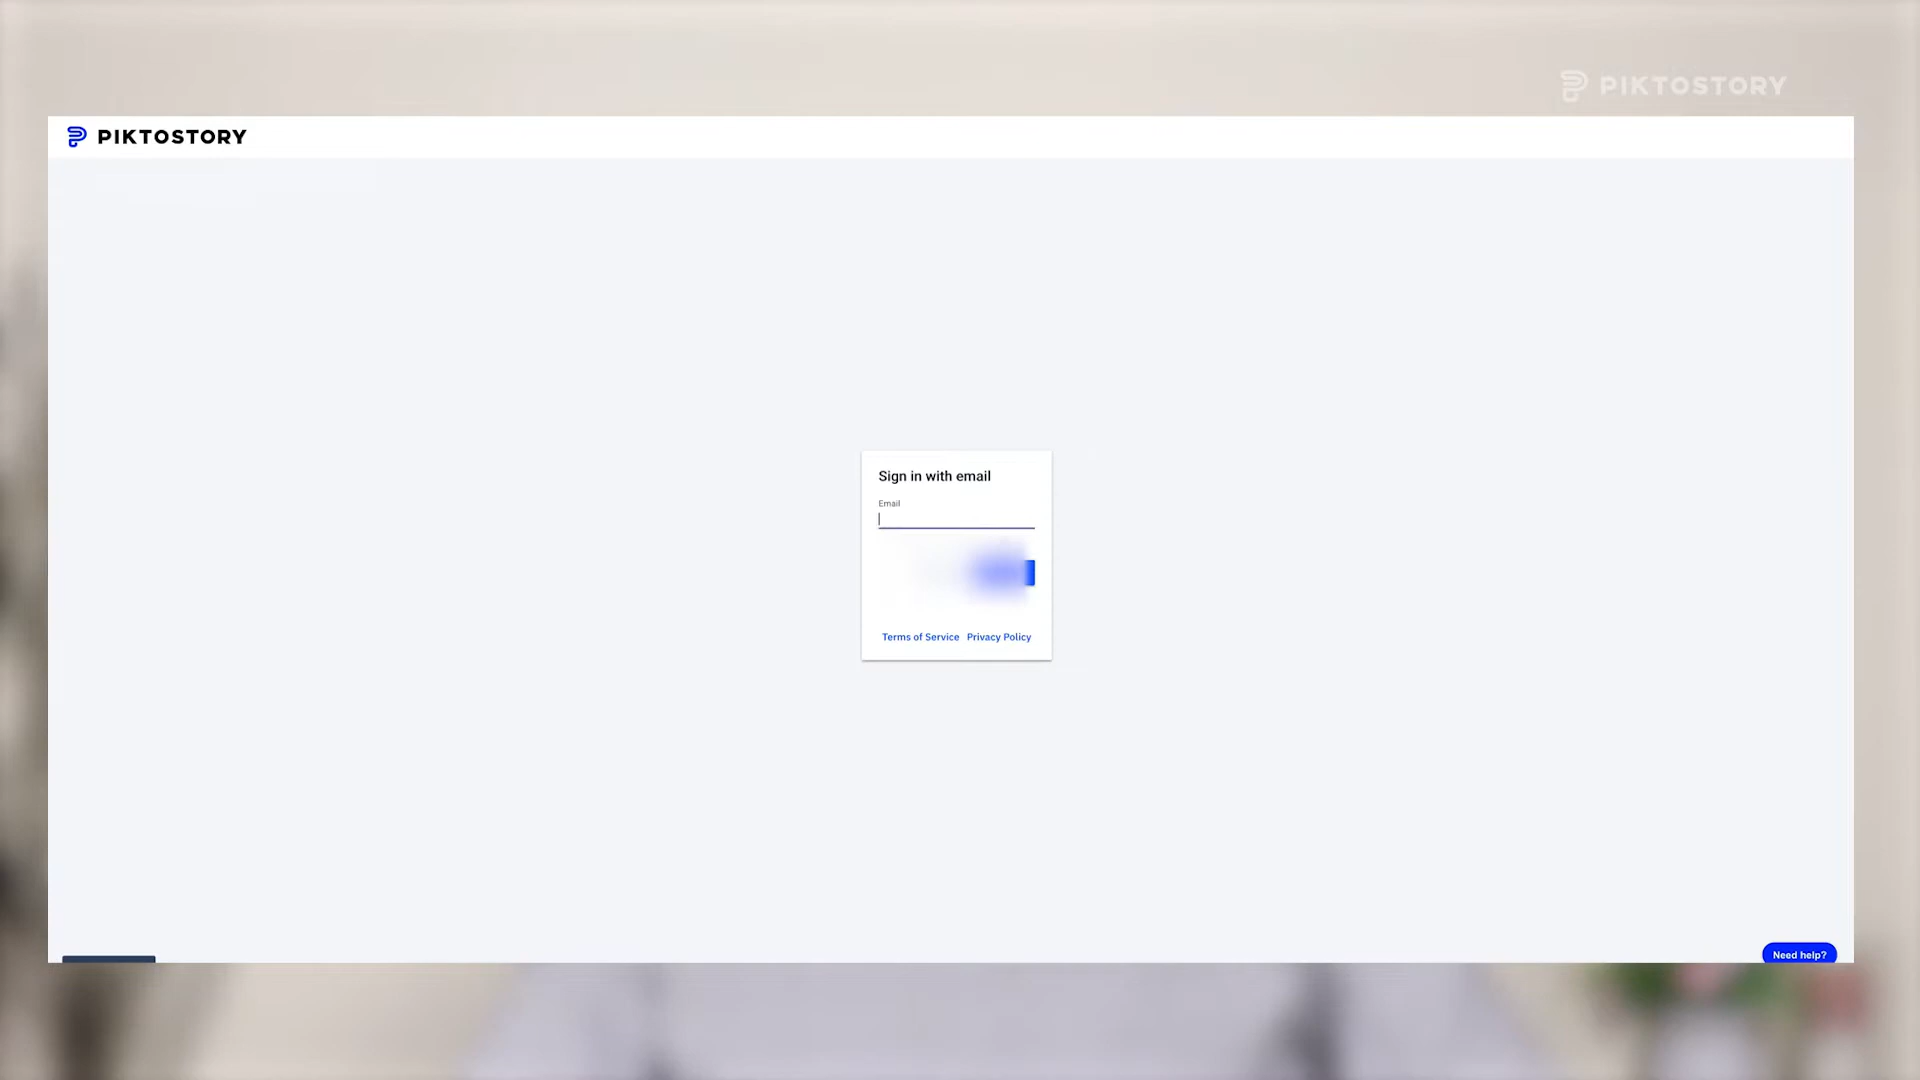 PIKTOSTORY
PIKTOSTORY
Sign in with email
Email
Terms of Service Privacy Policy
Need help?